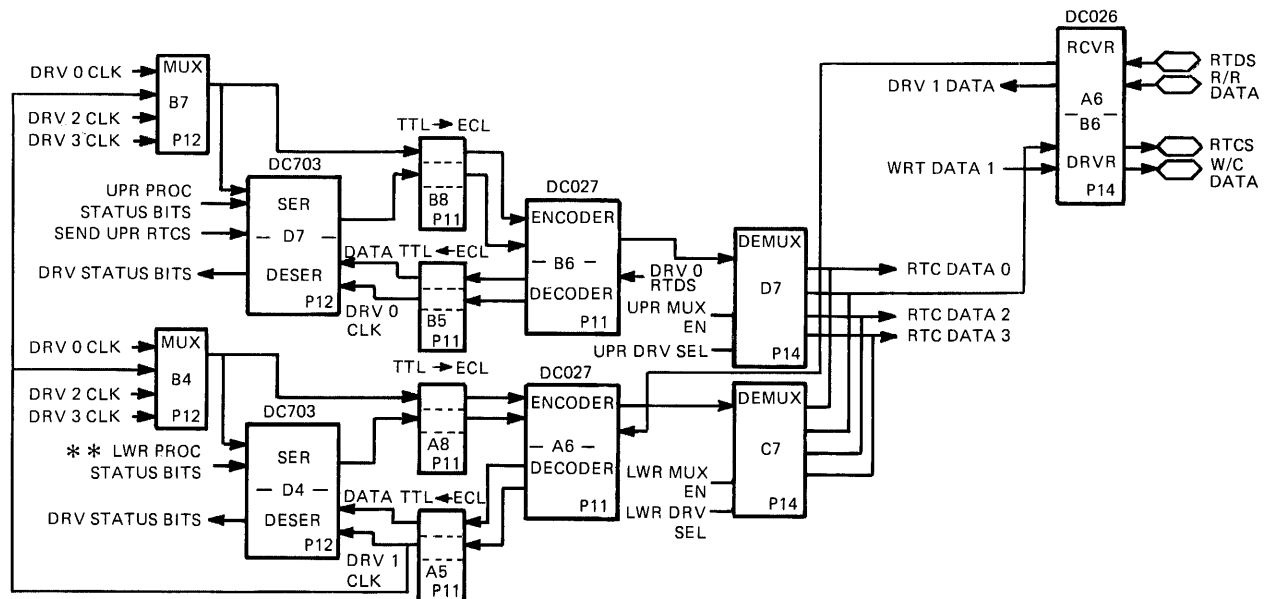 DC026
RCVR
A6
B6
DRVR
P14
RTDS
R/R
DATA
RTCS
W/C
DATA
DRV 1 DATA
WRT DATA 1
DRV 0 CLK
DRV 2 CLK
DRV 3 CLK
MUX
B7
P12
TTL → ECL
B8
P11
DC703
SER
— D7 —
DESER
P12
UPR PROC
STATUS BITS
SEND UPR RTCS
DRV STATUS BITS
DATA
TTL ← ECL
B5
P11
DRV 0
CLK
DC027
ENCODER
— B6 —
DECODER
P11
DRV 0
RTDS
UPR MUX
EN
UPR DRV SEL
DEMUX
D7
P14
RTC DATA 0
RTC DATA 2
RTC DATA 3
DRV 0 CLK
DRV 2 CLK
DRV 3 CLK
MUX
B4
P12
TTL → ECL
A8
P11
DC703
SER
— D4 —
DESER
P12
** LWR PROC
STATUS BITS
DRV STATUS BITS
DATA
TTL ← ECL
A5
P11
DRV 1
CLK
DC027
ENCODER
— A6 —
DECODER
P11
LWR MUX
EN
LWR DRV
SEL
DEMUX
C7
P14